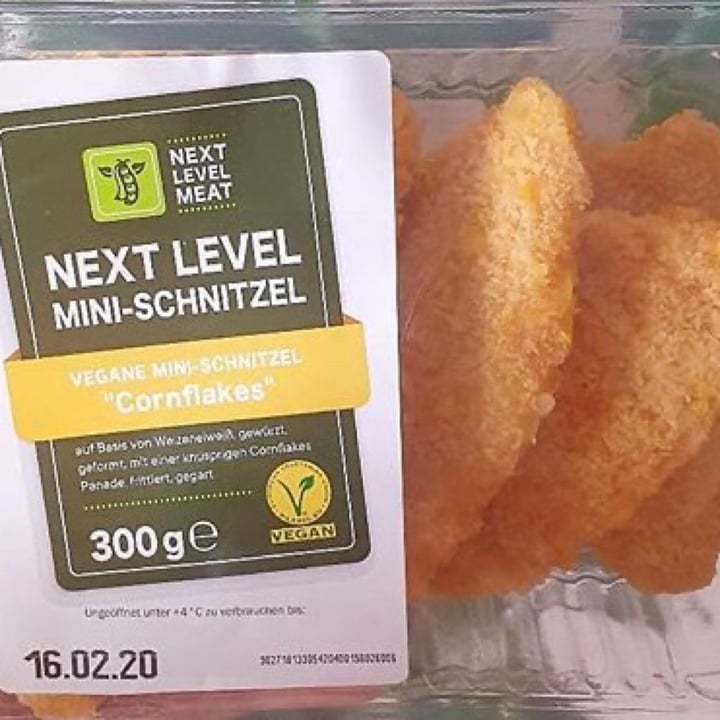 NEXT
LEVEL
MEAT
NEXT LEVEL
MINI-SCHNITZEL
VEGANE MINI-SCHNITZEL
"Cornflakes"
auf Basis von Weizeneiweiß, gewürzt,
geformt, mit einer knusprigen Cornflakes
Panade, frittiert, gegart
300 g e
VEGAN
Ungeöffnet unter +4°C zu verbrauchen bis:
16.02.20